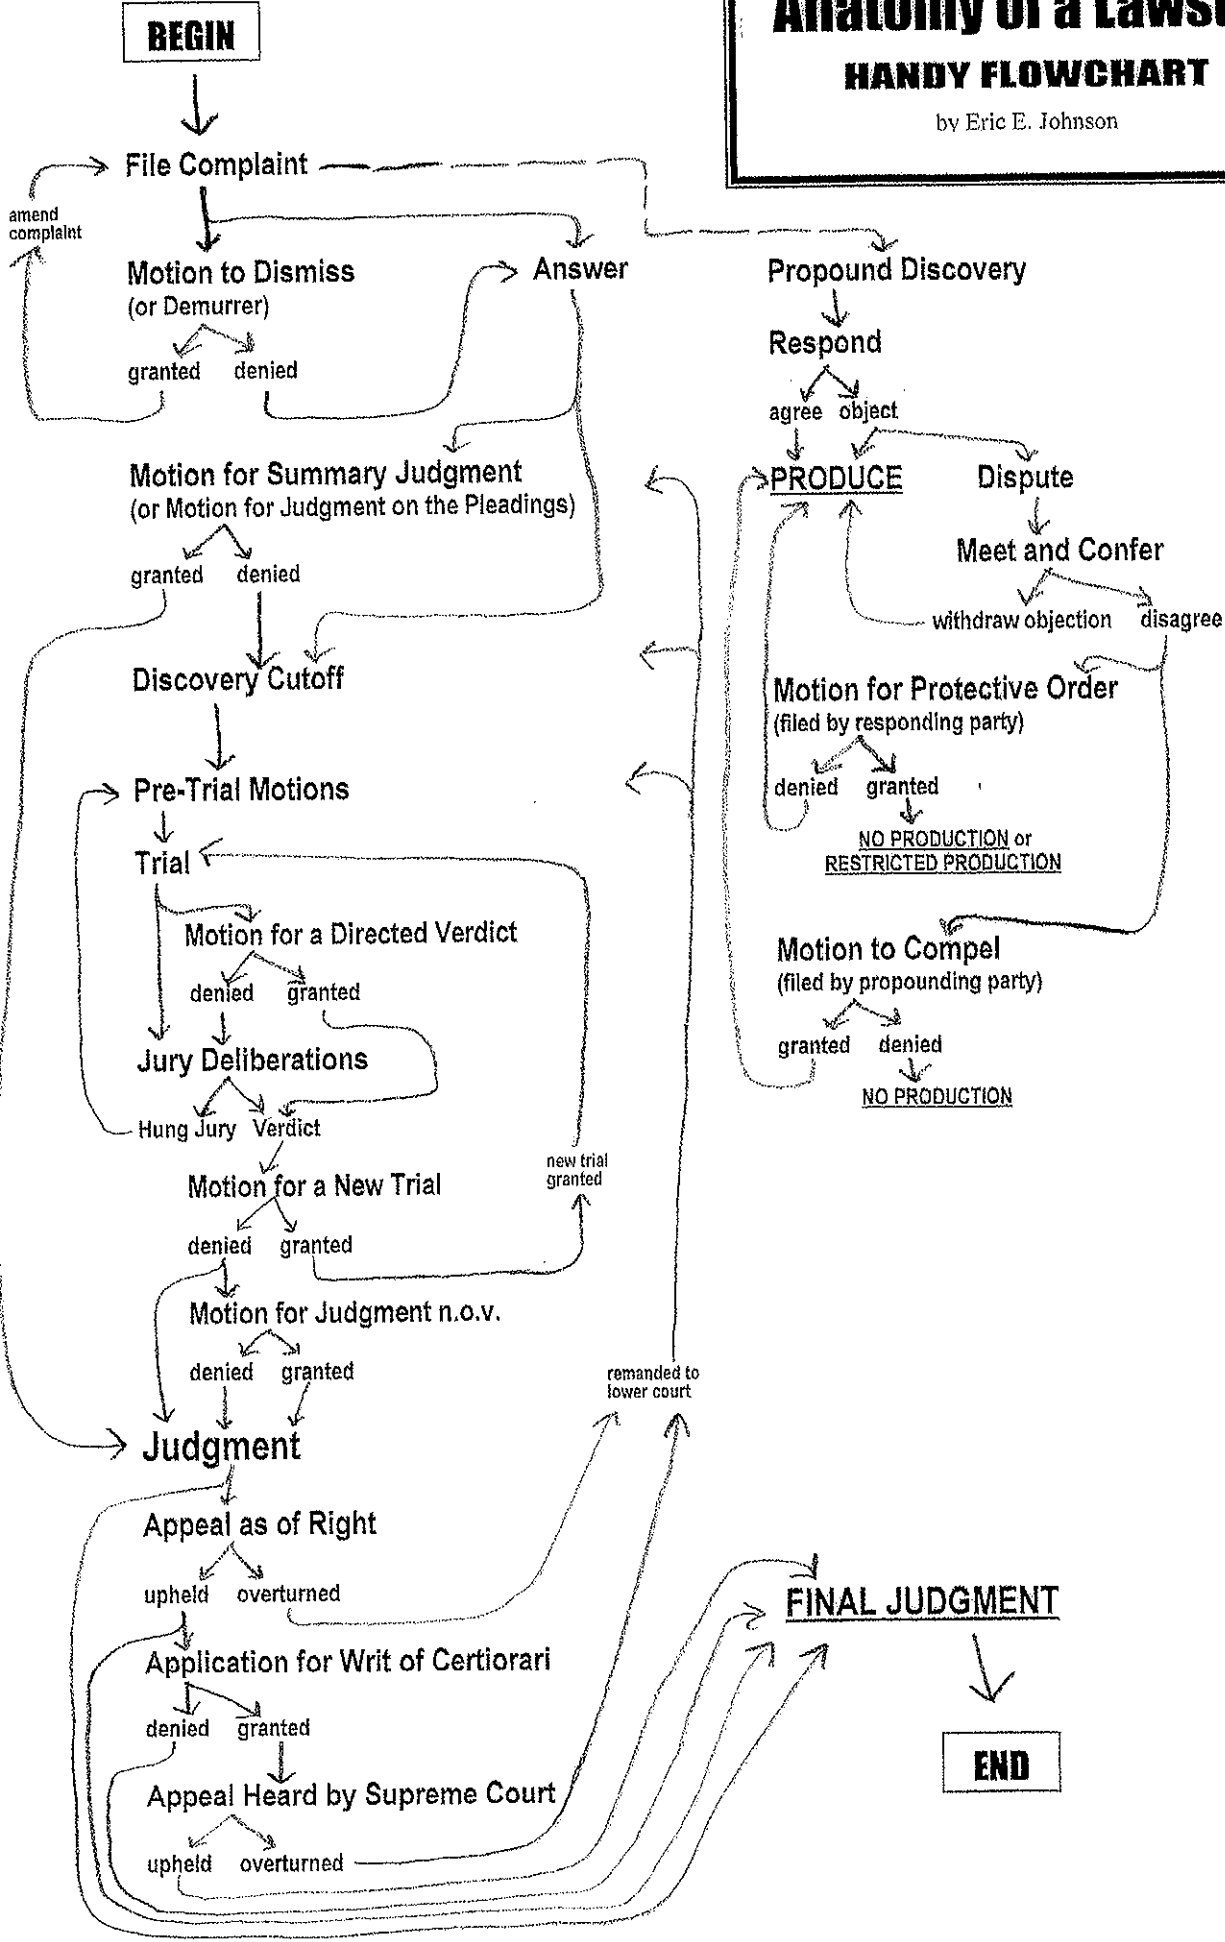 BEGIN
Anatomy of a
HANDY FLOWCHART
by Eric E. Johnson
File Complaint
amend
complaint
Motion to Dismiss
(or Demurrer)
granted denied
Answer
Propound Discovery
Respond
agree object
PRODUCE
Dispute
Meet and Confer
withdraw objection disagree
Motion for Protective Order
(filed by responding party)
denied granted
NO PRODUCTION or
RESTRICTED PRODUCTION
Motion to Compel
(filed by propounding party)
granted denied
NO PRODUCTION
Motion for Summary Judgment
(or Motion for Judgment on the Pleadings)
granted denied
Discovery Cutoff
Pre-Trial Motions
Trial
Motion for a Directed Verdict
denied granted
Jury Deliberations
Hung Jury Verdict
Motion for a New Trial
denied granted
new trial
granted
Motion for Judgment n.o.v.
denied granted
remanded to
lower court
Judgment
Appeal as of Right
upheld overturned
Application for Writ of Certiorari
denied granted
Appeal Heard by Supreme Court
upheld overturned
FINAL JUDGMENT
END